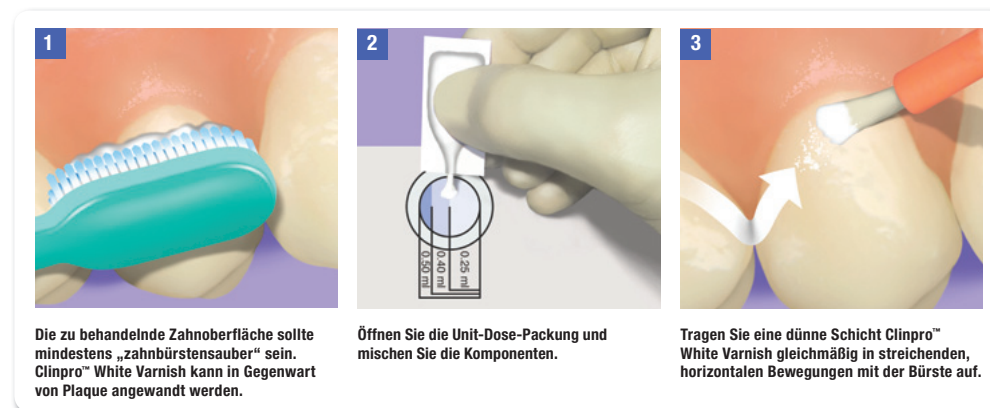 1
2
3
0.50 ml
0.40 ml
0.25 ml
Die zu behandelnde Zahnoberfläche sollte
mindestens „zahnbürstensauber“ sein.
Clinpro™ White Varnish kann in Gegenwart
von Plaque angewandt werden.
Öffnen Sie die Unit-Dose-Packung und
mischen Sie die Komponenten.
Tragen Sie eine dünne Schicht Clinpro™
White Varnish gleichmäßig in streichenden,
horizontalen Bewegungen mit der Bürste auf.